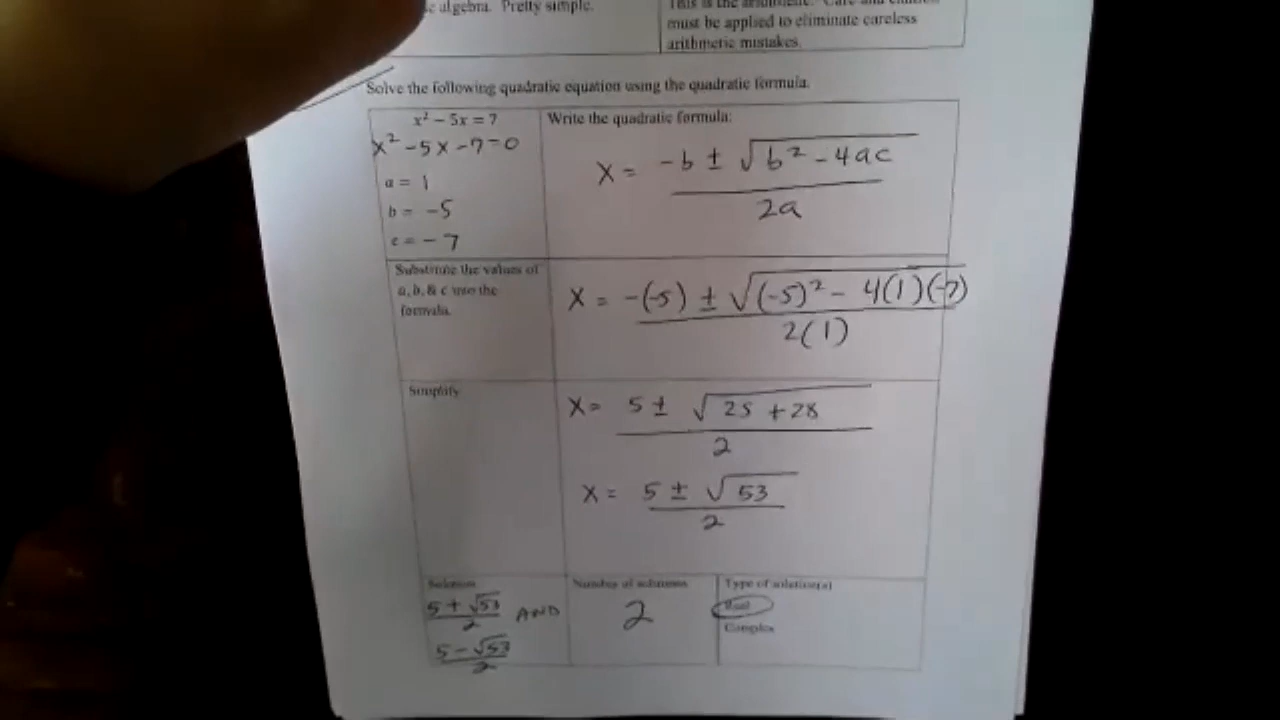 algebra. Pretty simple.
must be applied to eliminate careless
arithmetic mistakes.
Solve the following quadratic equation using the quadratic formula.
x² − 5x = 7
x² − 5x − 7 = 0
a = 1
b = −5
c = − 7
Write the quadratic formula:
x = (−b ± √(b² − 4ac)) / 2a
Substitute the values of
a, b, & c into the
formula.
x = (−(−5) ± √((−5)² − 4(1)(−7))) / 2(1)
Simplify
x = (5 ± √(25 + 28)) / 2
x = (5 ± √53) / 2
Solution
(5 + √53) / 2 AND
(5 − √53) / 2
Number of solutions
2
Type of solution(s)
Real
Complex